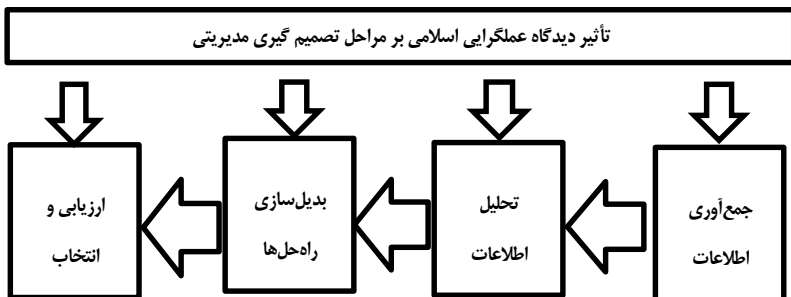 تأثیر دیدگاه عملگرایی اسلامی بر مراحل تصمیم گیری مدیریتی
جمع‌آوری
اطلاعات
تحلیل
اطلاعات
بدیل‌سازی
راه‌حل‌ها
ارزیابی و
انتخاب